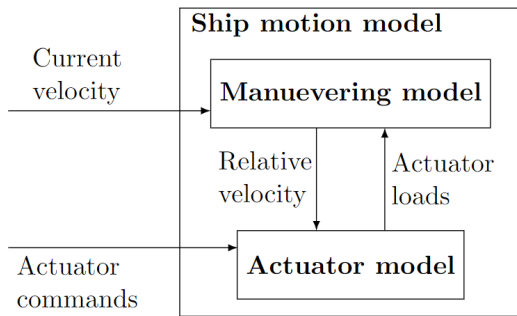 Ship motion model
Current
velocity
Manuevering model
Relative
velocity
Actuator
loads
Actuator
commands
Actuator model